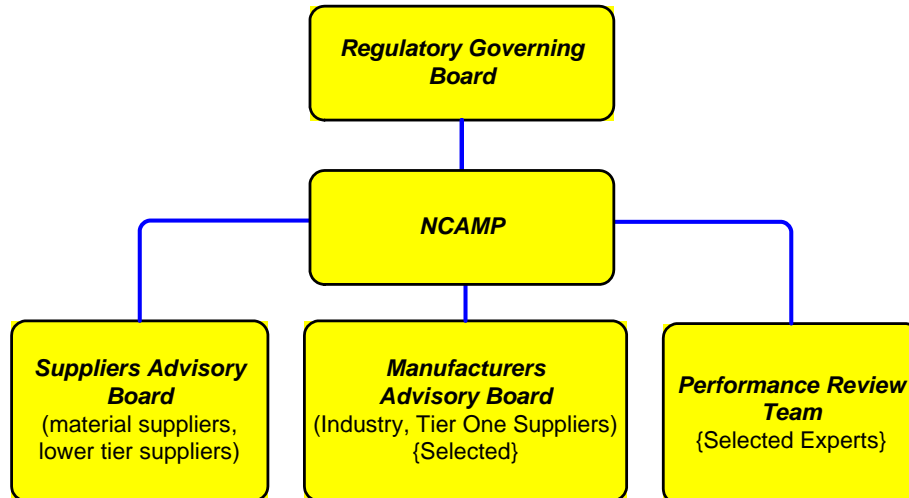 Regulatory Governing
Board
NCAMP
Suppliers Advisory
Board
(material suppliers,
lower tier suppliers)
Manufacturers
Advisory Board
(Industry, Tier One Suppliers)
{Selected}
Performance Review
Team
{Selected Experts}